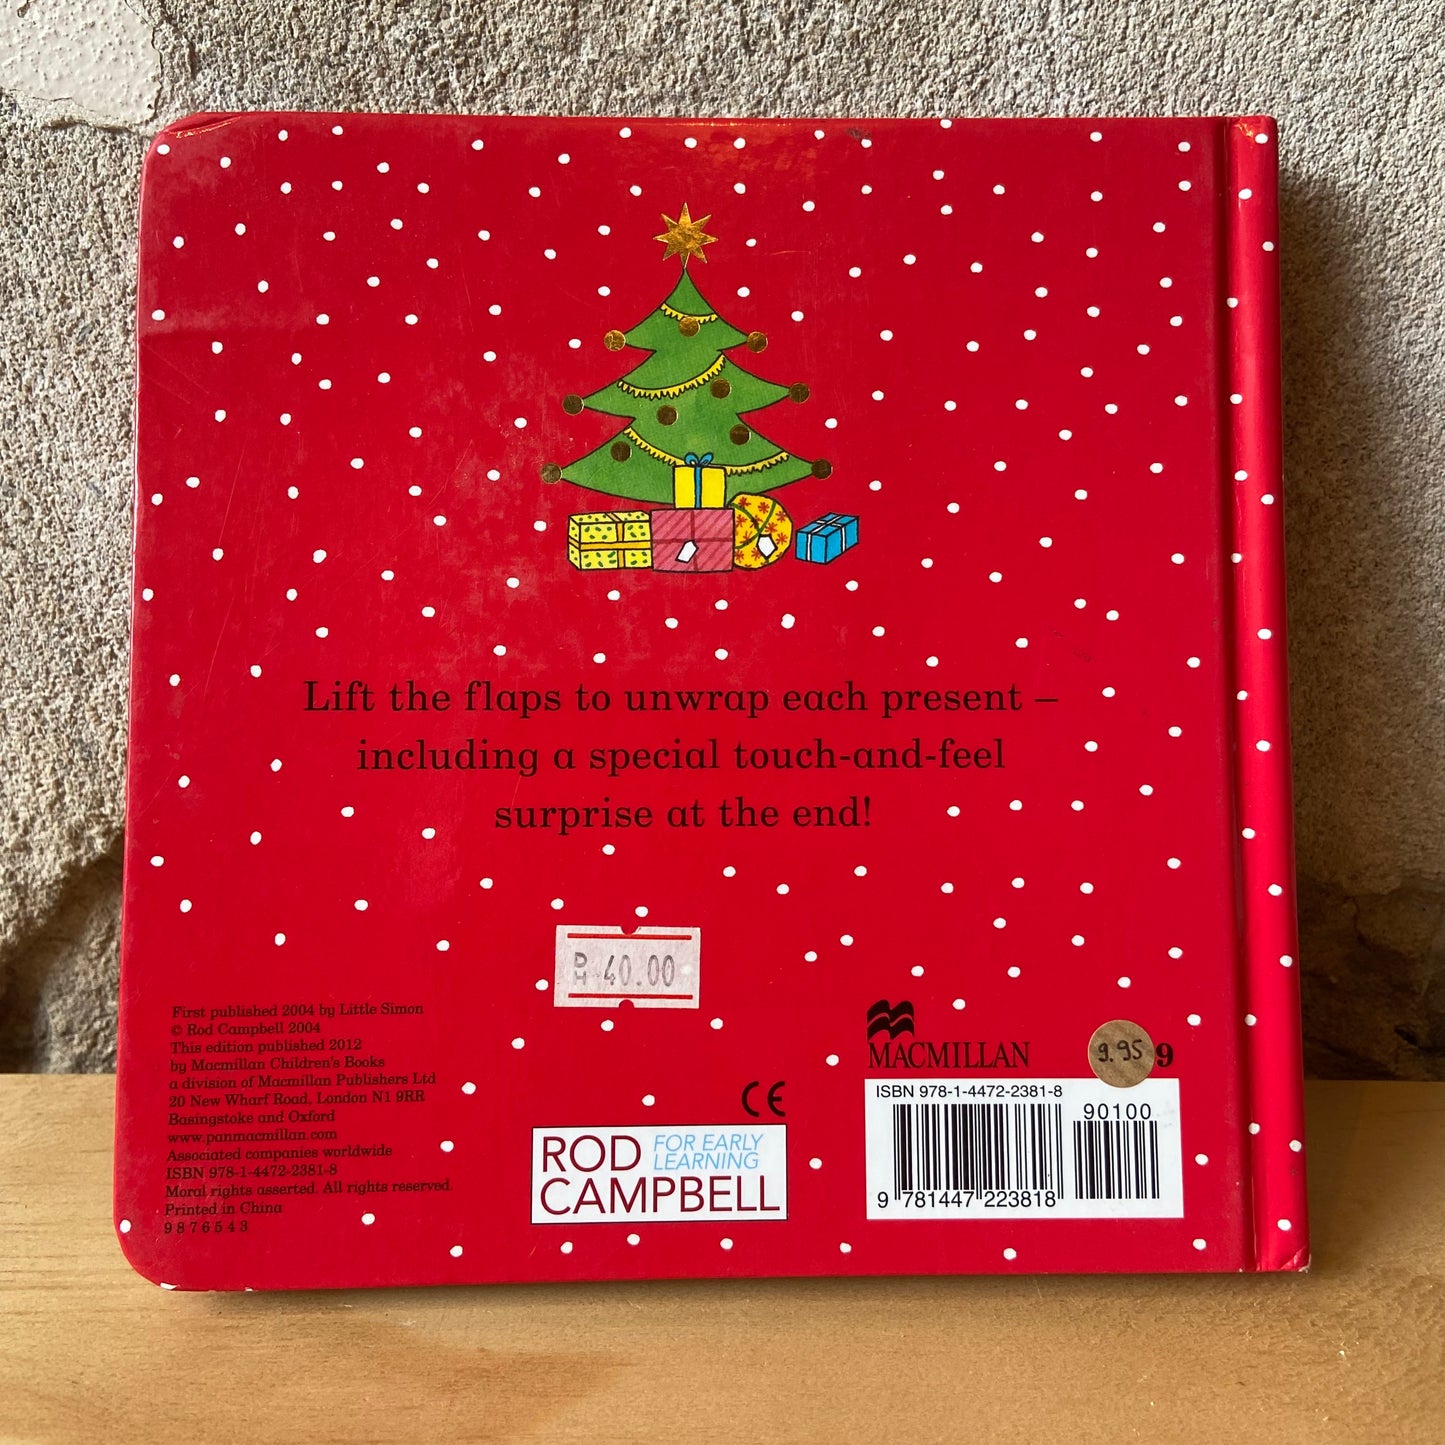 Lift the flaps to unwrap each present –
including a special touch-and-feel
surprise at the end!
DH 40.00
First published 2004 by Little Simon
© Rod Campbell 2004
This edition published 2012
by Macmillan Children's Books
a division of Macmillan Publishers Ltd
20 New Wharf Road, London N1 9RR
Basingstoke and Oxford
www.panmacmillan.com
Associated companies worldwide
ISBN 978-1-4472-2381-8
Moral rights asserted. All rights reserved.
Printed in China
9 8 7 6 5 4 3
CE
ROD FOR EARLY
CAMPBELL LEARNING
MACMILLAN
9.95 9
ISBN 978-1-4472-2381-8
90100
9 781447 223818